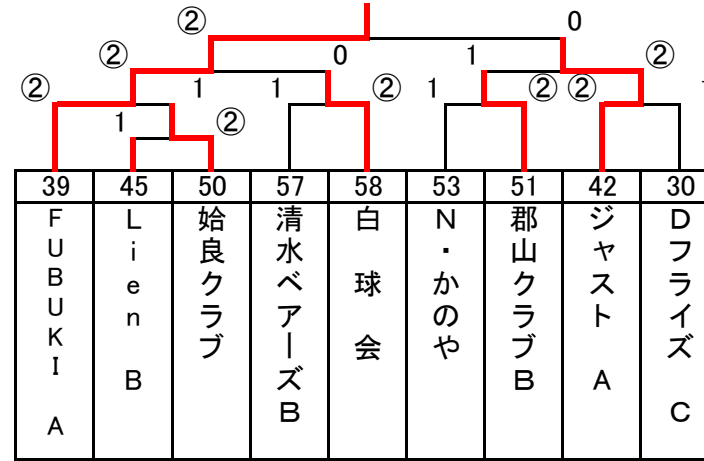 ② 0
② 0 1 ②
② 1 1 ② 1 ② ②
1 ②
39 45 50 57 58 53 51 42 30
FUBUKI A
Lien B
姶良クラブ
清水ベアーズB
白球会
N・かのや
郡山クラブB
ジャスト A
Dフライズ C